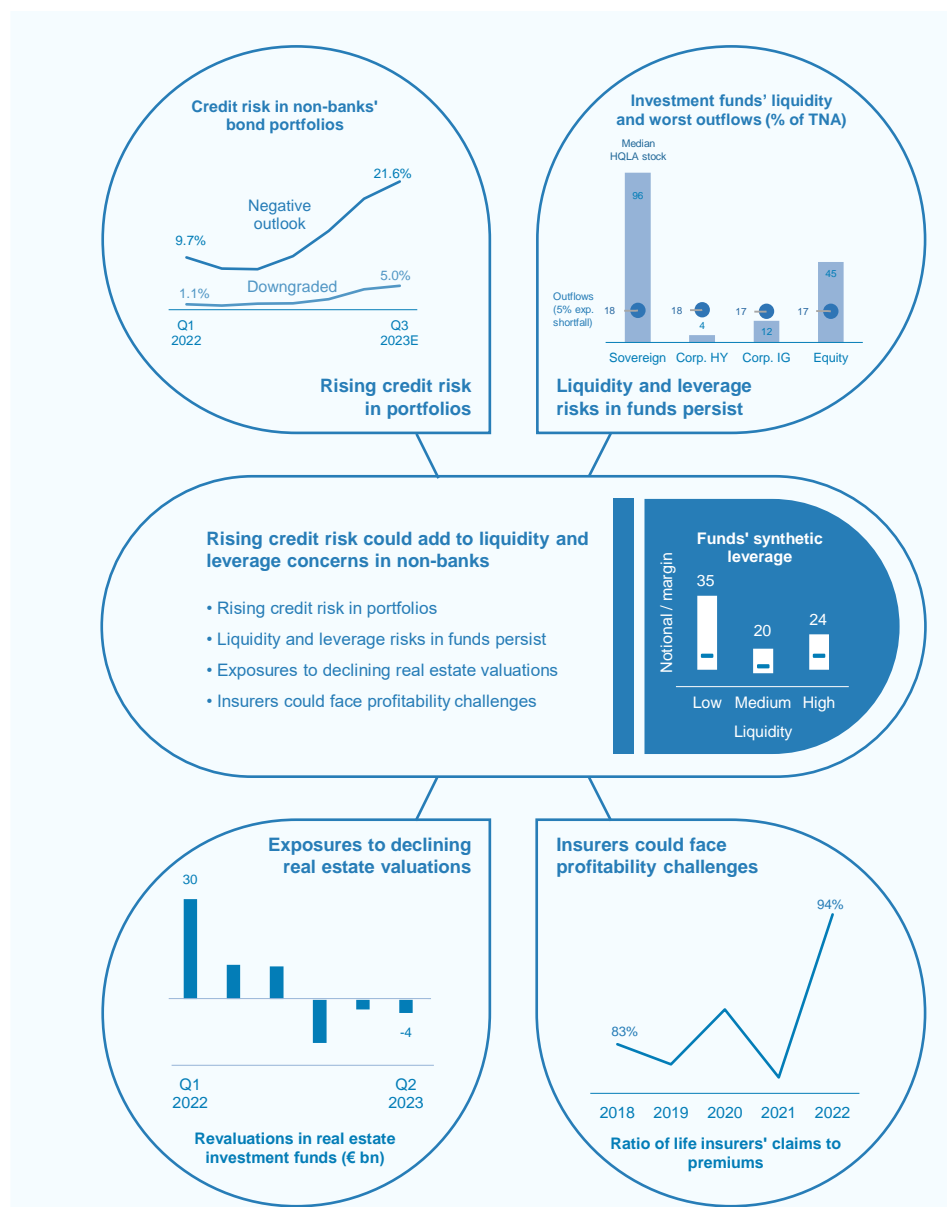 Credit risk in non-banks'
bond portfolios
21.6%
Negative
outlook
9.7%
5.0%
Downgraded
1.1%
Q1
2022
Q3
2023E
Rising credit risk
in portfolios
Investment funds' liquidity
and worst outflows (% of TNA)
Median
HQLA stock
96
45
Outflows
(5% exp.
shortfall)
18
18
17
17
4
12
Sovereign Corp. HY Corp. IG Equity
Liquidity and leverage
risks in funds persist
Rising credit risk could add to liquidity and
leverage concerns in non-banks
• Rising credit risk in portfolios
• Liquidity and leverage risks in funds persist
• Exposures to declining real estate valuations
• Insurers could face profitability challenges
Funds' synthetic
leverage
Notional / margin
35
20
24
Low Medium High
Liquidity
Exposures to declining
real estate valuations
30
-4
Q1
2022
Q2
2023
Revaluations in real estate
investment funds (€ bn)
Insurers could face
profitability challenges
94%
83%
2018 2019 2020 2021 2022
Ratio of life insurers' claims to
premiums